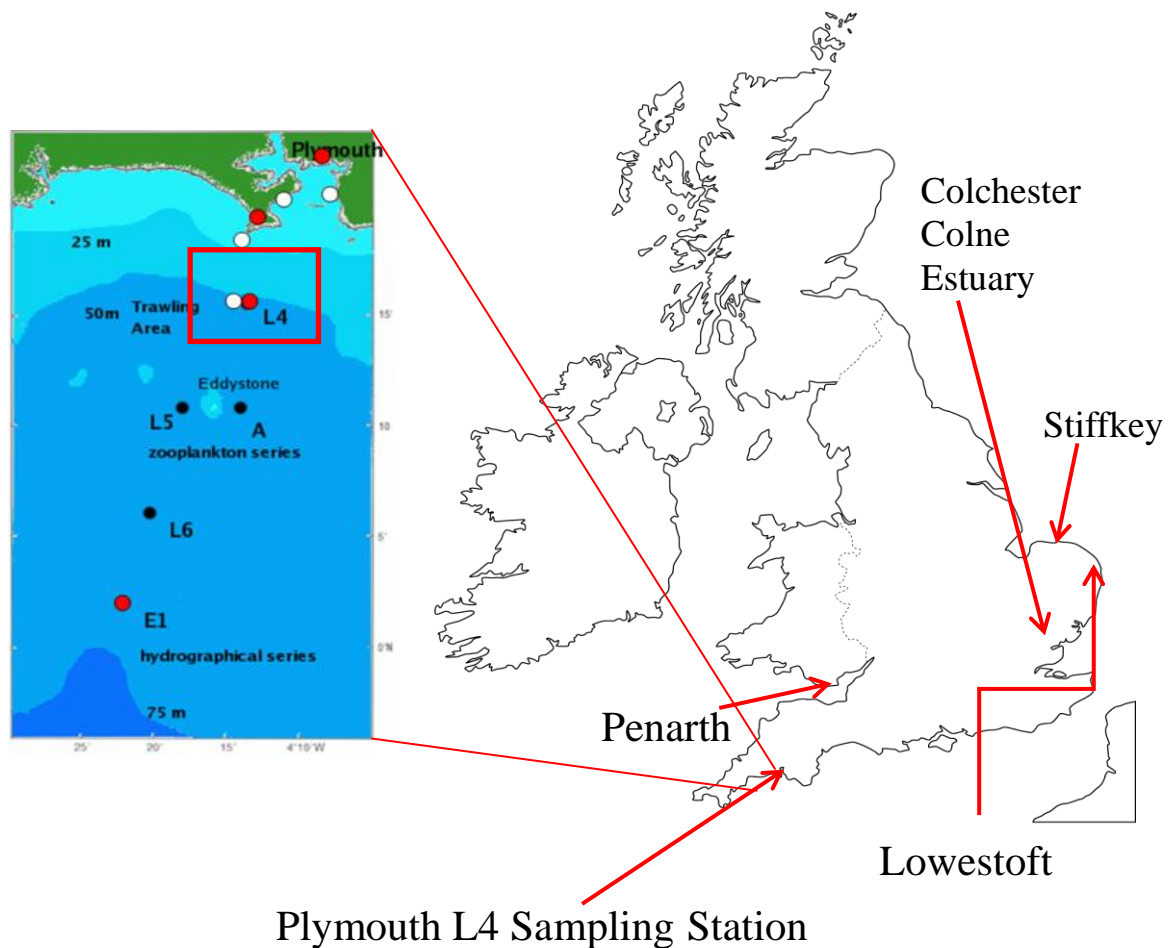 Plymouth
25 m
50m
Trawling
Area
L4
15'
Eddystone
L5
A
10'
zooplankton series
L6
5'
E1
0'N
hydrographical series
75 m
25'
20'
15'
4°10'W
Colchester
Colne
Estuary
Stiffkey
Penarth
Lowestoft
Plymouth L4 Sampling Station